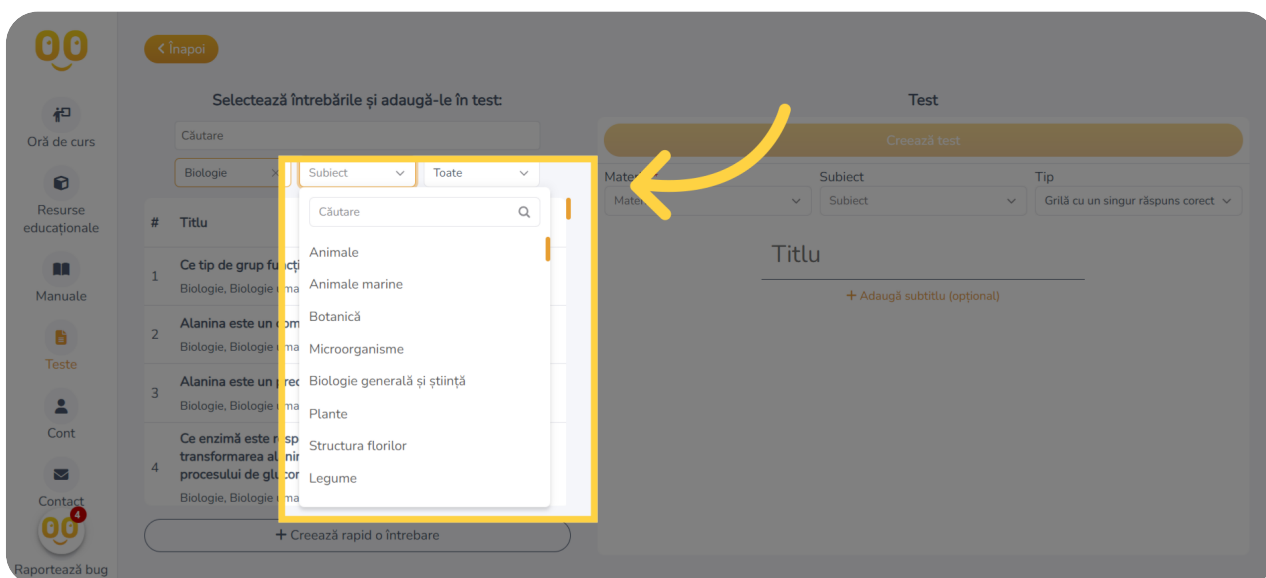 Înapoi
Oră de curs
Resurse
educaționale
Manuale
Teste
Cont
Contact
4
Raportează bug
Selectează întrebările și adaugă-le în test:
Căutare
Biologie
Subiect
Toate
# Titlu
1
Ce tip de grup
Biologie, Biologie
2
Alanina este un
Biologie, Biologie
3
Alanina este un
Biologie, Biologie
4
Ce enzimă este
transformarea
procesului de
Biologie, Biologie
Căutare
Animale
Animale marine
Botanică
Microorganisme
Biologie generală și știință
Plante
Structura florilor
Legume
+ Creează rapid o întrebare
Test
Creează test
Subiect
Subiect
Tip
Grilă cu un singur răspuns corect
Titlu
+ Adaugă subtitlu (opțional)